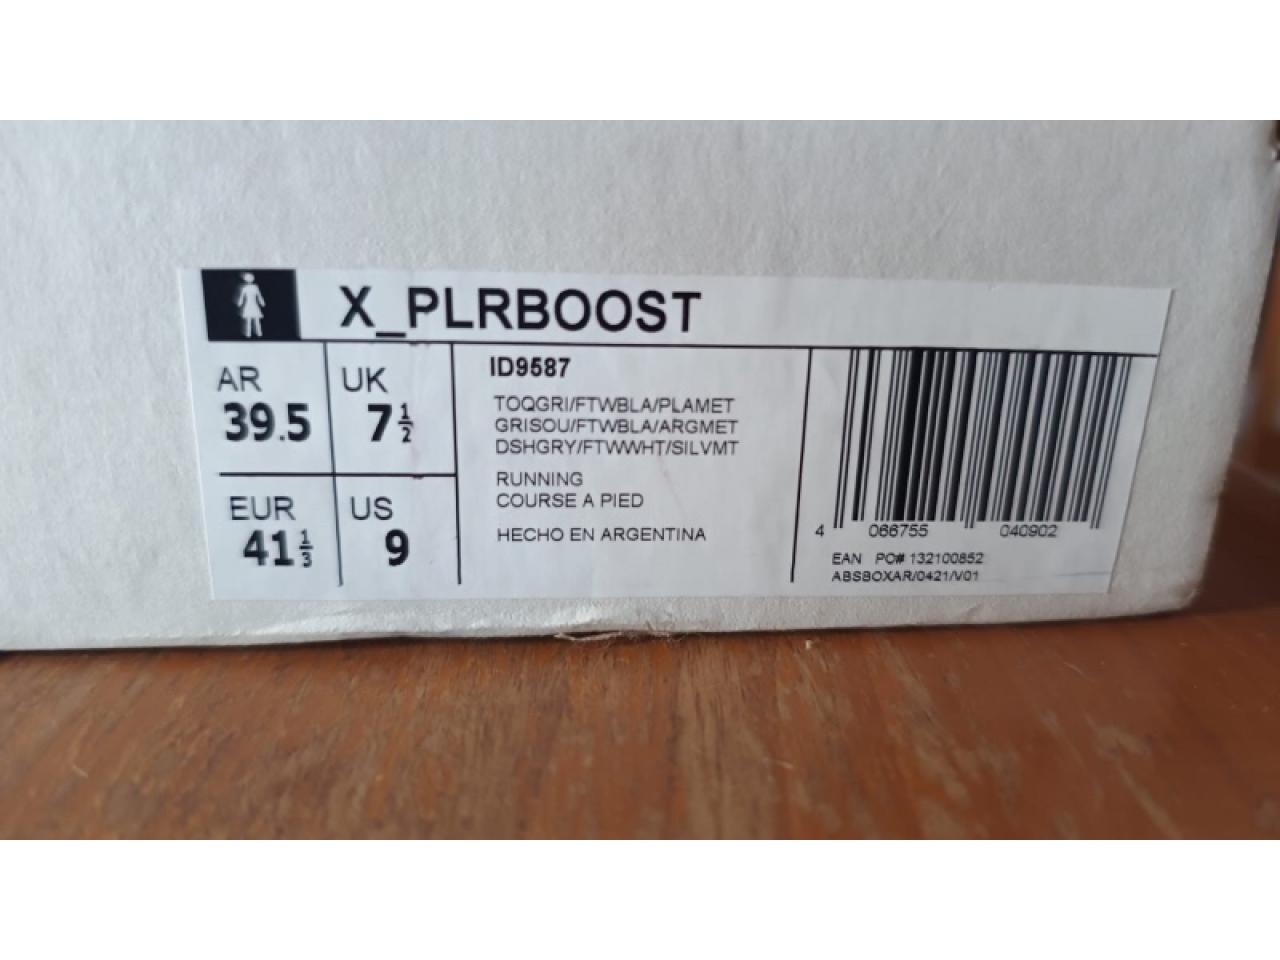 X_PLRBOOST
AR
39.5
UK
7 1/2
EUR
41 1/3
US
9
ID9587
TOQGRI/FTWBLA/PLAMET
GRISOU/FTWBLA/ARGMET
DSHGRY/FTWWHT/SILVMT
RUNNING
COURSE A PIED
HECHO EN ARGENTINA
4 066755 040902
EAN PO# 132100852
ABSBOXAR/0421/V01